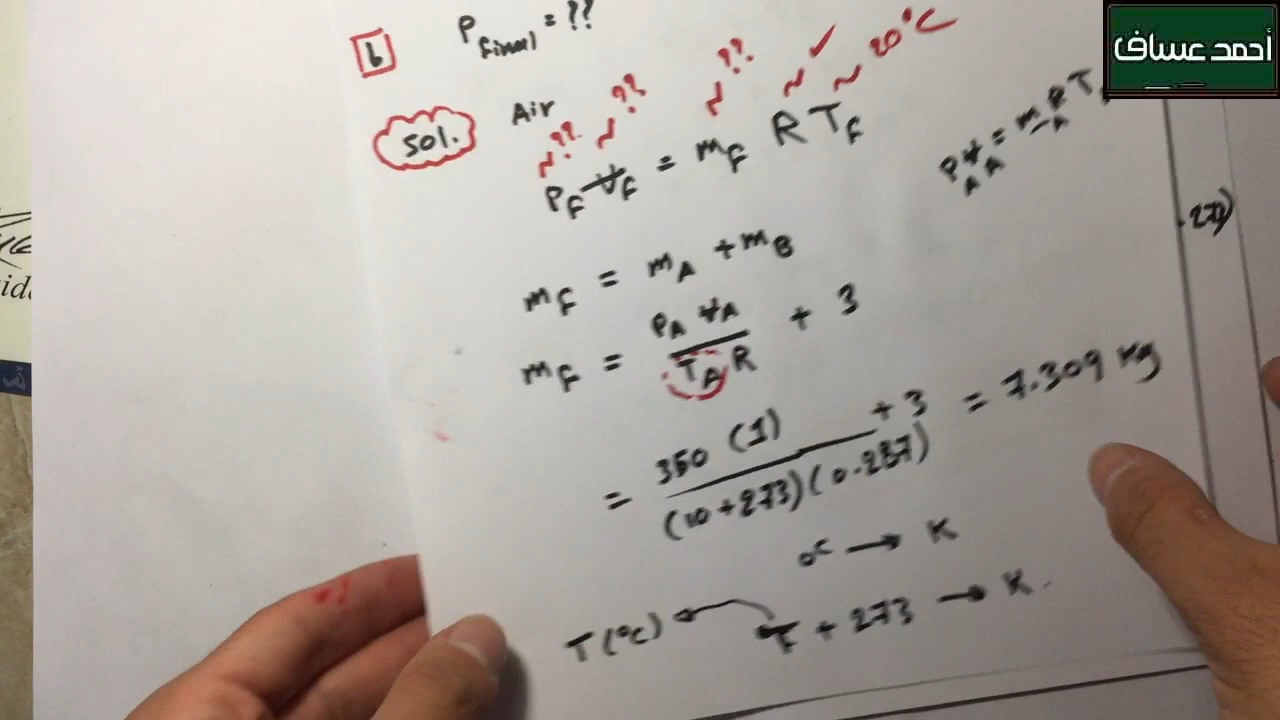 أحمد عساف
b P_final = ??
sol. Air
?? ?? ?? ✓ 20°C
P_F V_F = m_F R T_F
P_A V_A = m_A R T
m_F = m_A + m_B
m_F = P_A V_A / T_A R + 3
= 350 (1) / (10 + 273)(0.287) + 3 = 7.309 Kg
°C → K
T(°C) ← T + 273 → K.